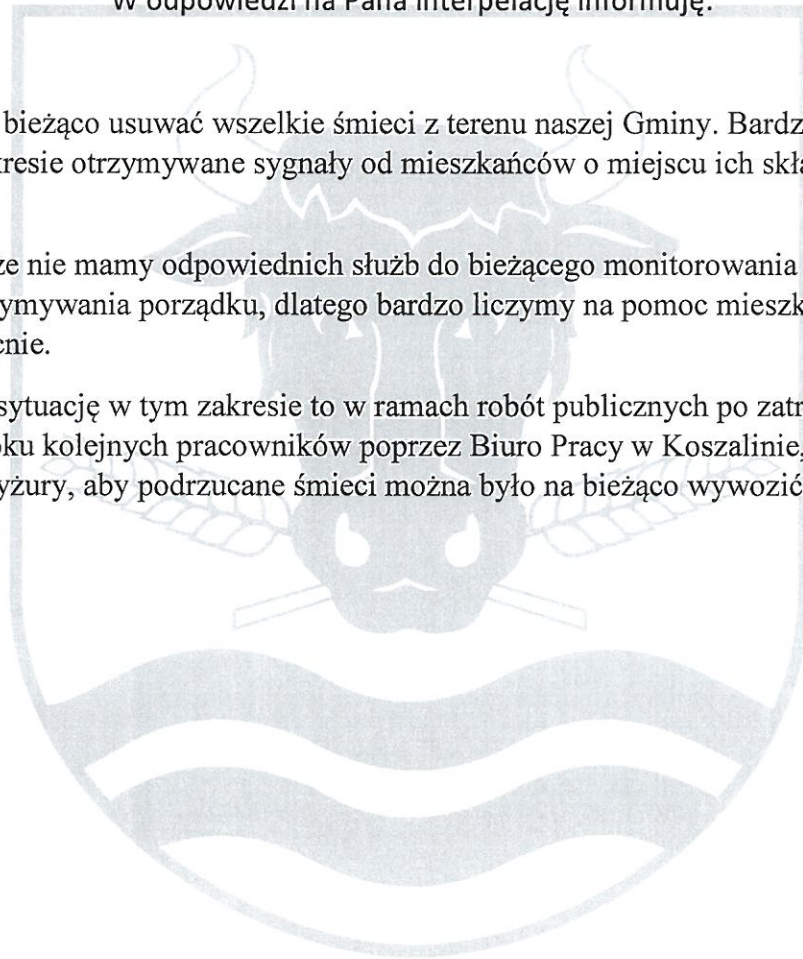 W odpowiedzi na Pana interpelację informuję:
bieżąco usuwać wszelkie śmieci z terenu naszej Gminy. Bardz
resie otrzymywane sygnały od mieszkańców o miejscu ich skła
ze nie mamy odpowiednich służb do bieżącego monitorowania
ymywania porządku, dlatego bardzo liczymy na pomoc mieszk
cnie.
sytuację w tym zakresie to w ramach robót publicznych po zatr
oku kolejnych pracowników poprzez Biuro Pracy w Koszalinie,
yżury, aby podrzucane śmieci można było na bieżąco wywozić